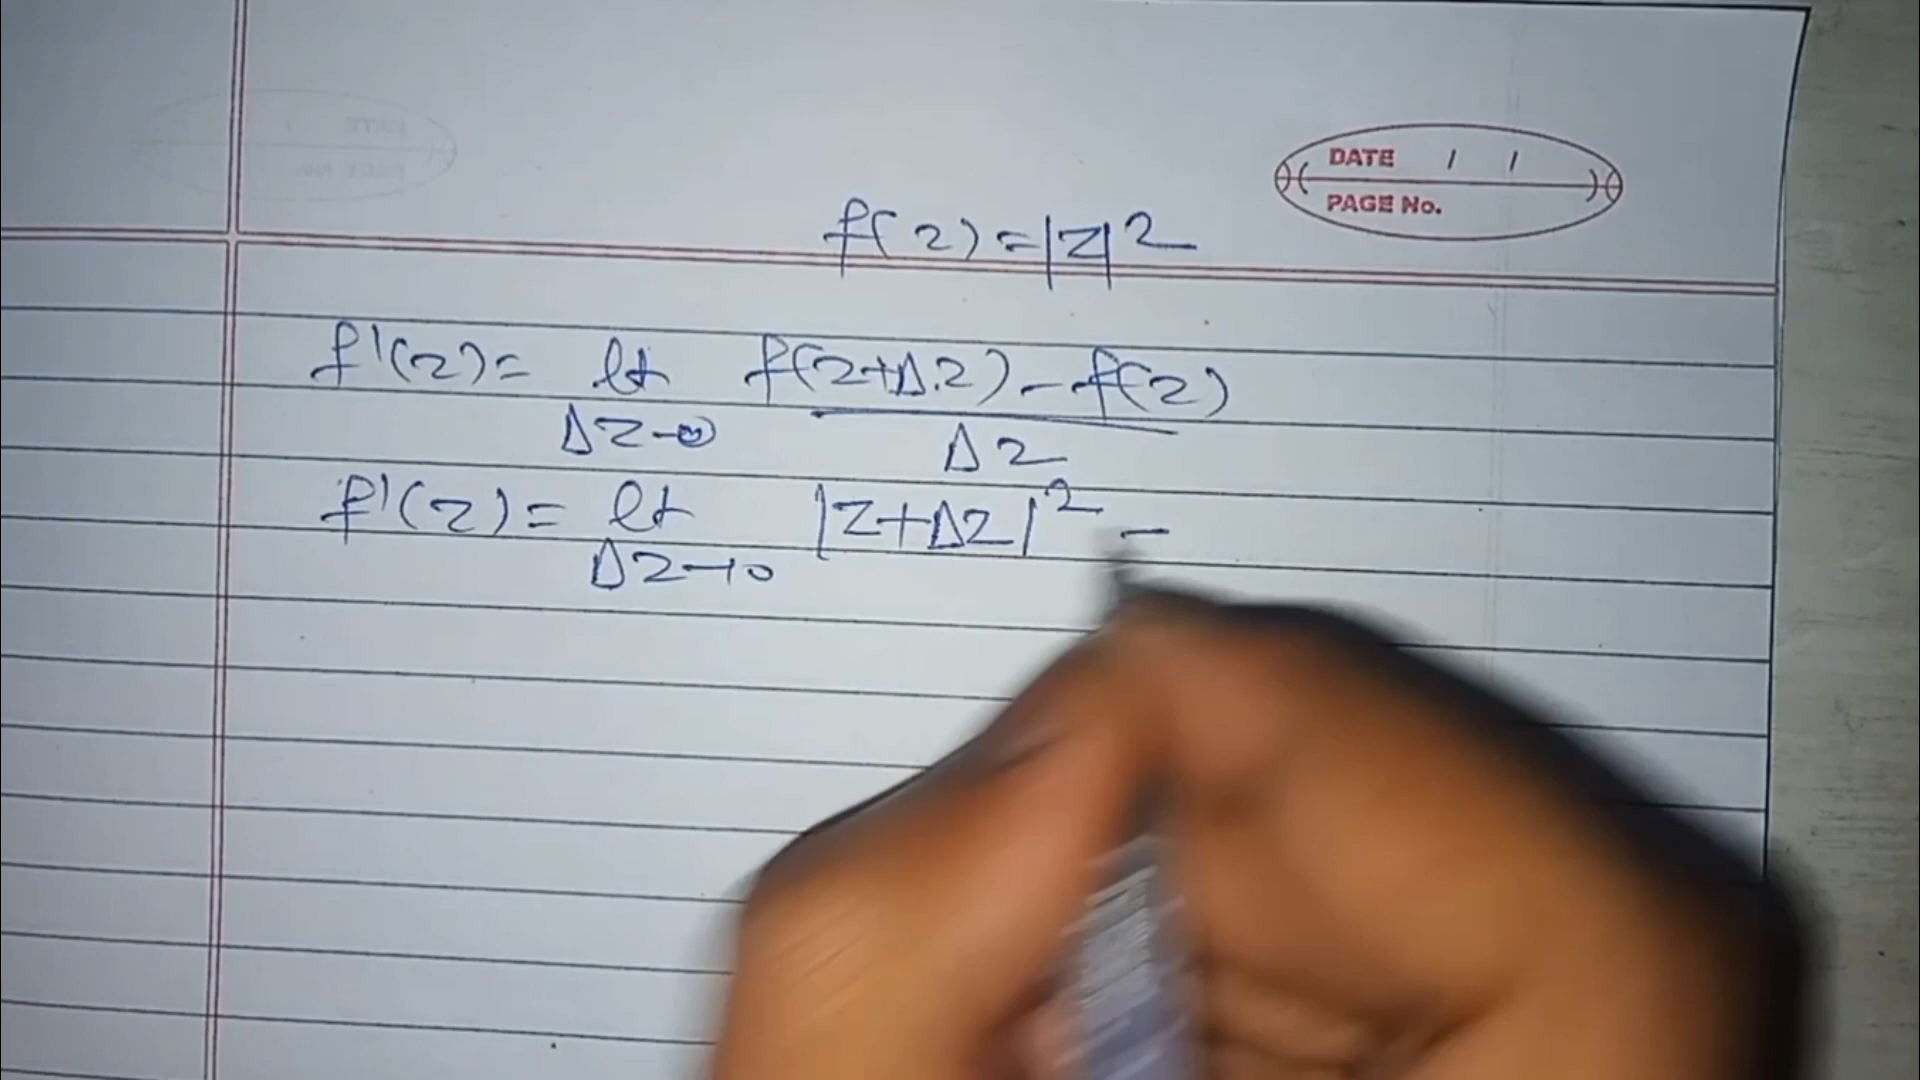 DATE / /
PAGE No.
f(z) = |z|²
f'(z) = lt f(z+Δz) - f(z)
Δz→0 Δz
f'(z) = lt |z+Δz|² -
Δz→0